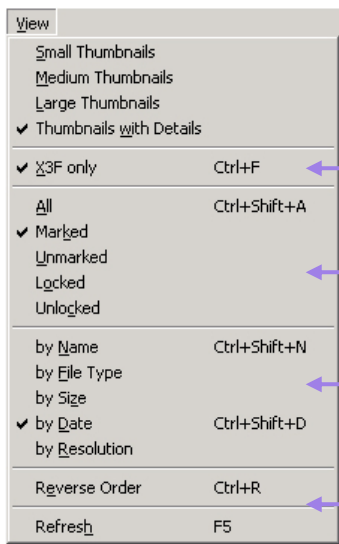 View
Small Thumbnails
Medium Thumbnails
Large Thumbnails
Thumbnails with Details
X3F only Ctrl+F
All Ctrl+Shift+A
Marked
Unmarked
Locked
Unlocked
by Name Ctrl+Shift+N
by File Type
by Size
by Date Ctrl+Shift+D
by Resolution
Reverse Order Ctrl+R
Refresh F5